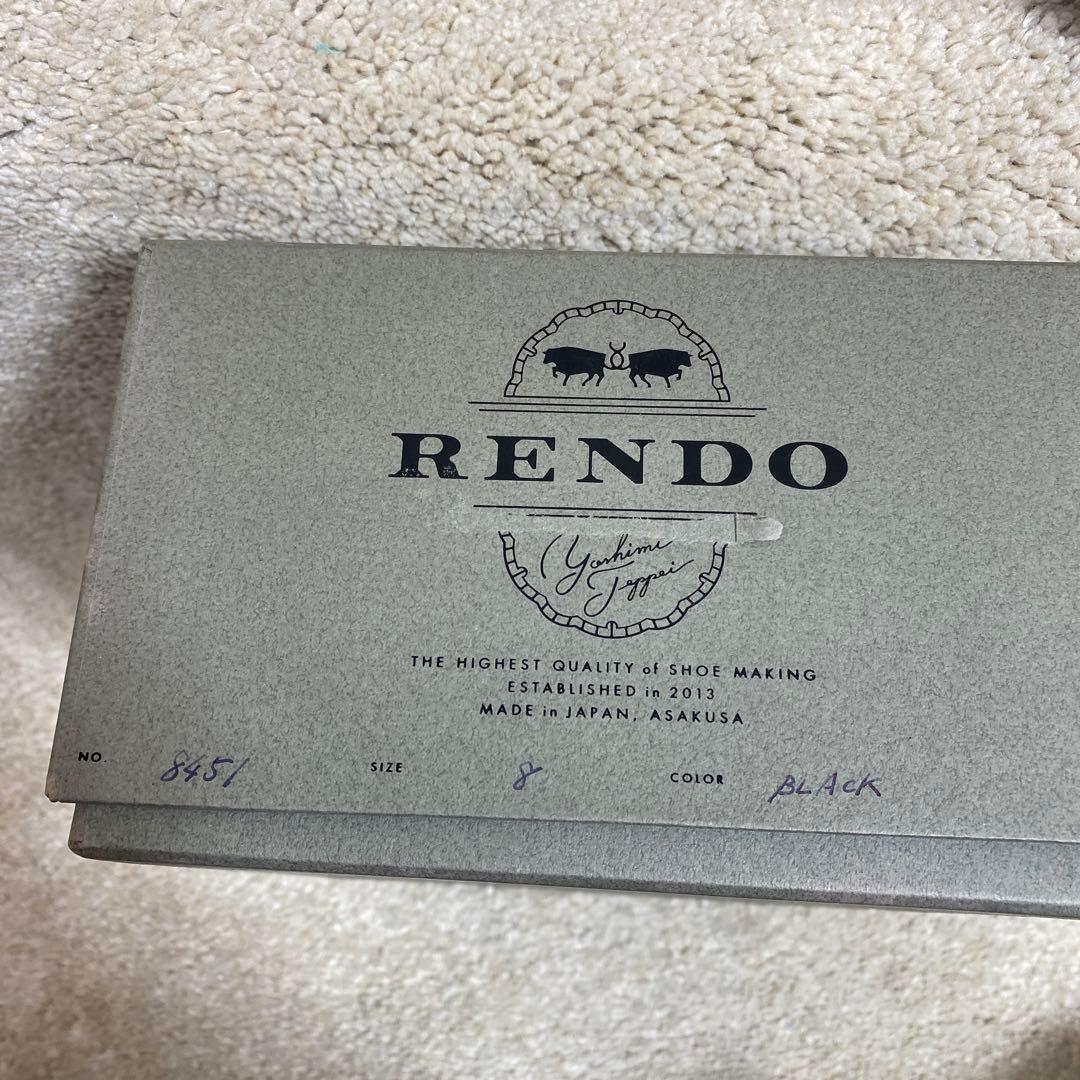 RENDO
Yoshimi
Teppei
THE HIGHEST QUALITY of SHOE MAKING
ESTABLISHED in 2013
MADE in JAPAN, ASAKUSA
NO. 8451 SIZE 8 COLOR BLACK